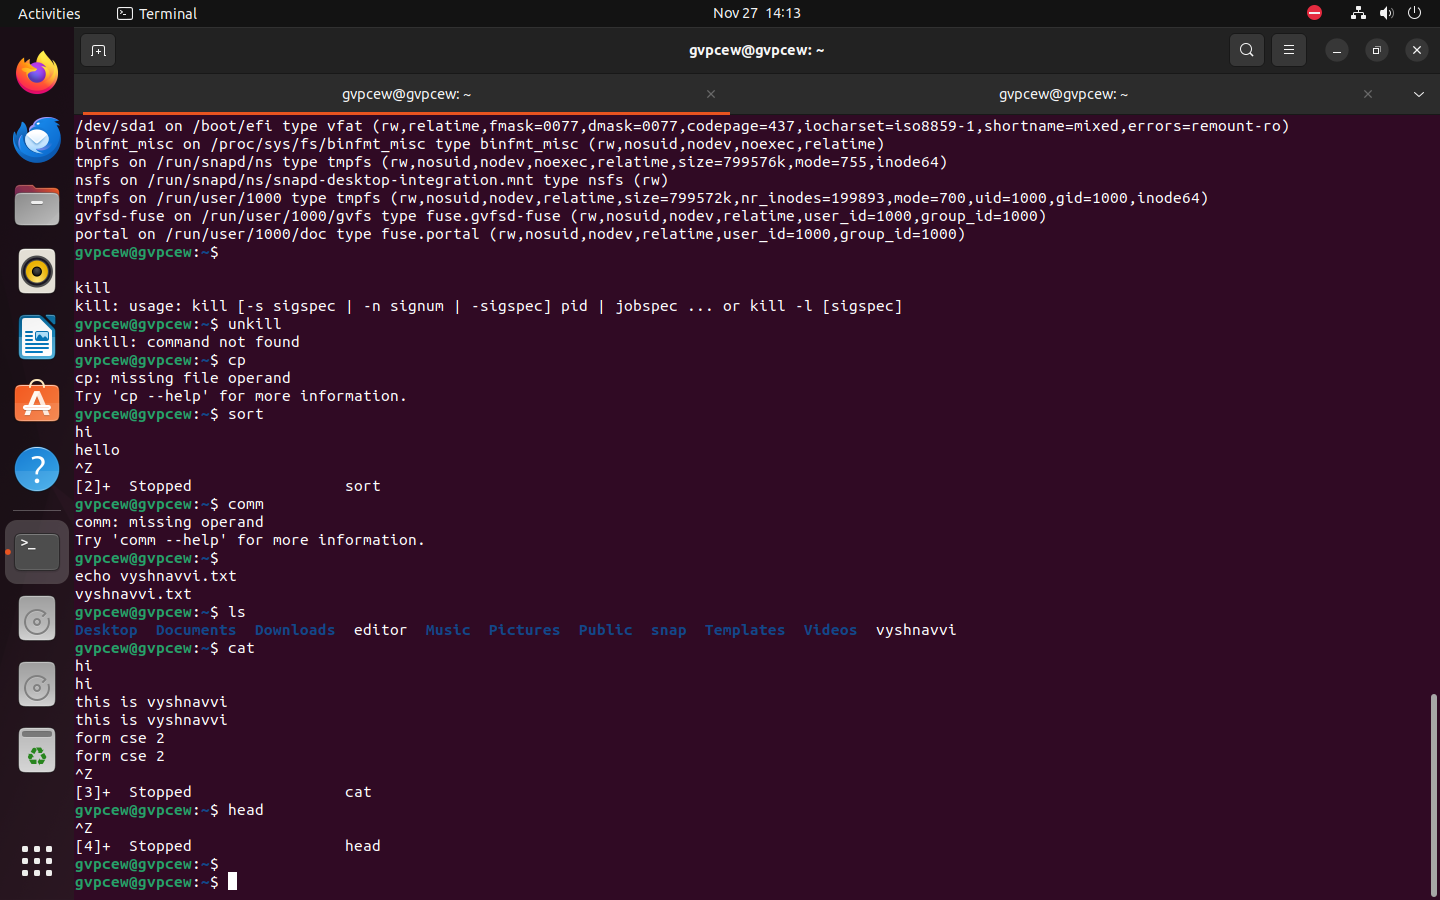 Activities
Terminal
Nov 27 14:13
gvpcew@gvpcew: ~
gvpcew@gvpcew: ~
gvpcew@gvpcew: ~
/dev/sda1 on /boot/efi type vfat (rw,relatime,fmask=0077,dmask=0077,codepage=437,iocharset=iso8859-1,shortname=mixed,errors=remount-ro)
binfmt_misc on /proc/sys/fs/binfmt_misc type binfmt_misc (rw,nosuid,nodev,noexec,relatime)
tmpfs on /run/snapd/ns type tmpfs (rw,nosuid,nodev,noexec,relatime,size=799576k,mode=755,inode64)
nsfs on /run/snapd/ns/snapd-desktop-integration.mnt type nsfs (rw)
tmpfs on /run/user/1000 type tmpfs (rw,nosuid,nodev,relatime,size=799572k,nr_inodes=199893,mode=700,uid=1000,gid=1000,inode64)
gvfsd-fuse on /run/user/1000/gvfs type fuse.gvfsd-fuse (rw,nosuid,nodev,relatime,user_id=1000,group_id=1000)
portal on /run/user/1000/doc type fuse.portal (rw,nosuid,nodev,relatime,user_id=1000,group_id=1000)
gvpcew@gvpcew:~$
kill
kill: usage: kill [-s sigspec | -n signum | -sigspec] pid | jobspec ... or kill -l [sigspec]
gvpcew@gvpcew:~$ unkill
unkill: command not found
gvpcew@gvpcew:~$ cp
cp: missing file operand
Try 'cp --help' for more information.
gvpcew@gvpcew:~$ sort
hi
hello
^Z
[2]+  Stopped                 sort
gvpcew@gvpcew:~$ comm
comm: missing operand
Try 'comm --help' for more information.
gvpcew@gvpcew:~$
echo vyshnavvi.txt
vyshnavvi.txt
gvpcew@gvpcew:~$ ls
Desktop  Documents  Downloads  editor  Music  Pictures  Public  snap  Templates  Videos  vyshnavvi
gvpcew@gvpcew:~$ cat
hi
hi
this is vyshnavvi
this is vyshnavvi
form cse 2
form cse 2
^Z
[3]+  Stopped                 cat
gvpcew@gvpcew:~$ head
^Z
[4]+  Stopped                 head
gvpcew@gvpcew:~$
gvpcew@gvpcew:~$